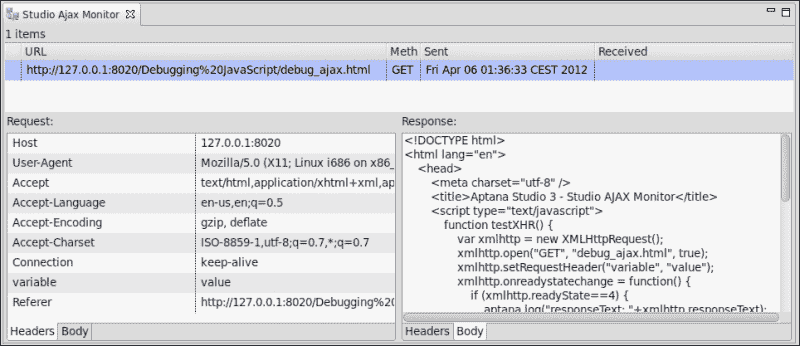 Studio Ajax Monitor
1 items
URL Meth Sent Received
http://127.0.0.1:8020/Debugging%20JavaScript/debug_ajax.html GET Fri Apr 06 01:36:33 CEST 2012
Request:
Host 127.0.0.1:8020
User-Agent Mozilla/5.0 (X11; Linux i686 on x86_
Accept text/html,application/xhtml+xml,ap
Accept-Language en-us,en;q=0.5
Accept-Encoding gzip, deflate
Accept-Charset ISO-8859-1,utf-8;q=0.7,*;q=0.7
Connection keep-alive
variable value
Referer http://127.0.0.1:8020/Debugging%20
Headers Body
Response:
<!DOCTYPE html>
<html lang="en">
<head>
<meta charset="utf-8" />
<title>Aptana Studio 3 - Studio AJAX Monitor</title>
<script type="text/javascript">
function testXHR() {
var xmlhttp = new XMLHttpRequest();
xmlhttp.open("GET", "debug_ajax.html", true);
xmlhttp.setRequestHeader("variable", "value");
xmlhttp.onreadystatechange = function() {
if (xmlhttp.readyState==4) {
aptana.log("responseText: "+xmlhttp.responseText);
Headers Body